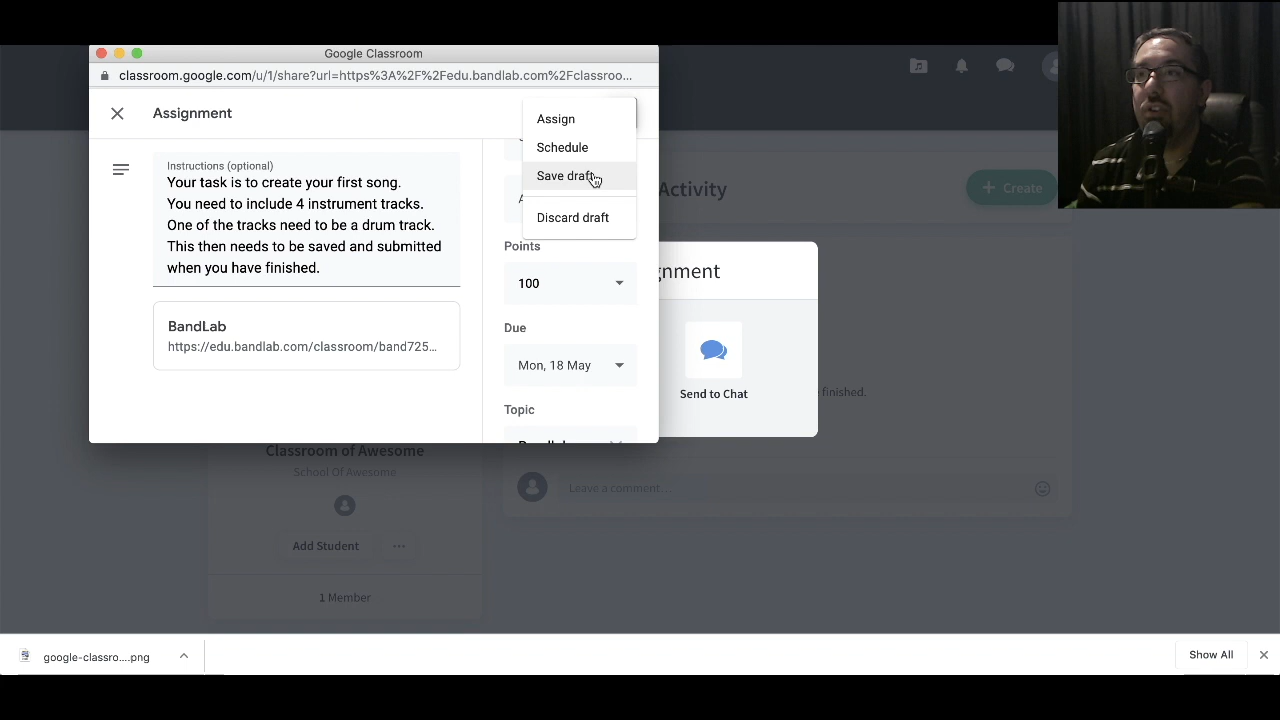 Google Classroom
classroom.google.com/u/1/share?url=https%3A%2F%2Fedu.bandlab.com%2Fclassroo...
Assignment
Assign
Schedule
Save draft
Discard draft
Instructions (optional)
Your task is to create your first song.
You need to include 4 instrument tracks.
One of the tracks need to be a drum track.
This then needs to be saved and submitted
when you have finished.
BandLab
https://edu.bandlab.com/classroom/band725...
Points
100
Due
Mon, 18 May
Topic
Activity
+ Create
gnment
Send to Chat
finished.
Classroom of Awesome
School Of Awesome
Add Student
...
1 Member
Leave a comment...
google-classro....png
Show All